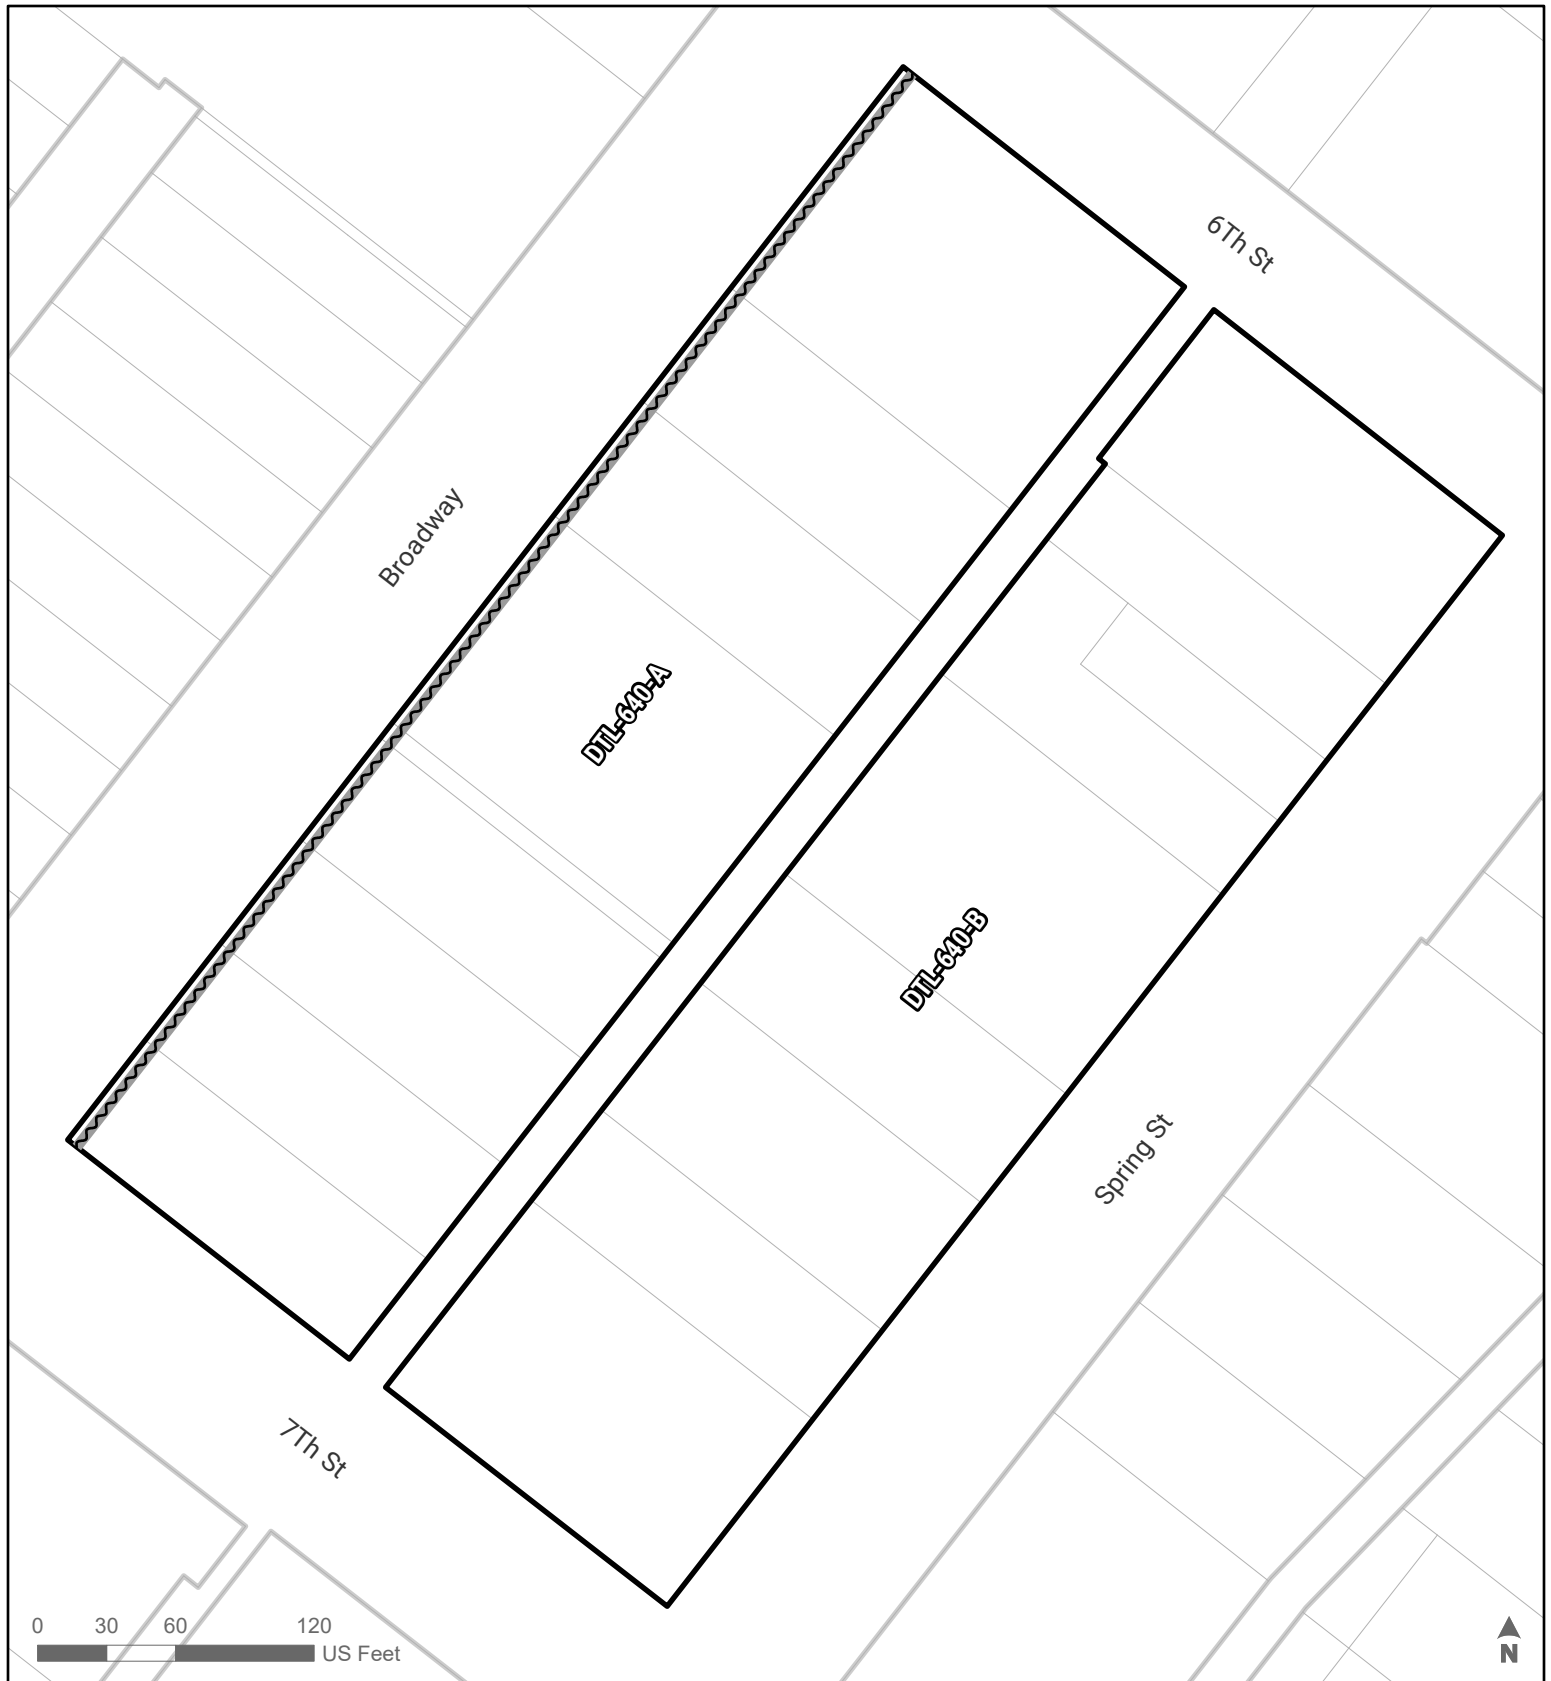 6Th St
Broadway
DTL-640-A
DTL-640-B
Spring St
7Th St
0 30 60 120
US Feet
N